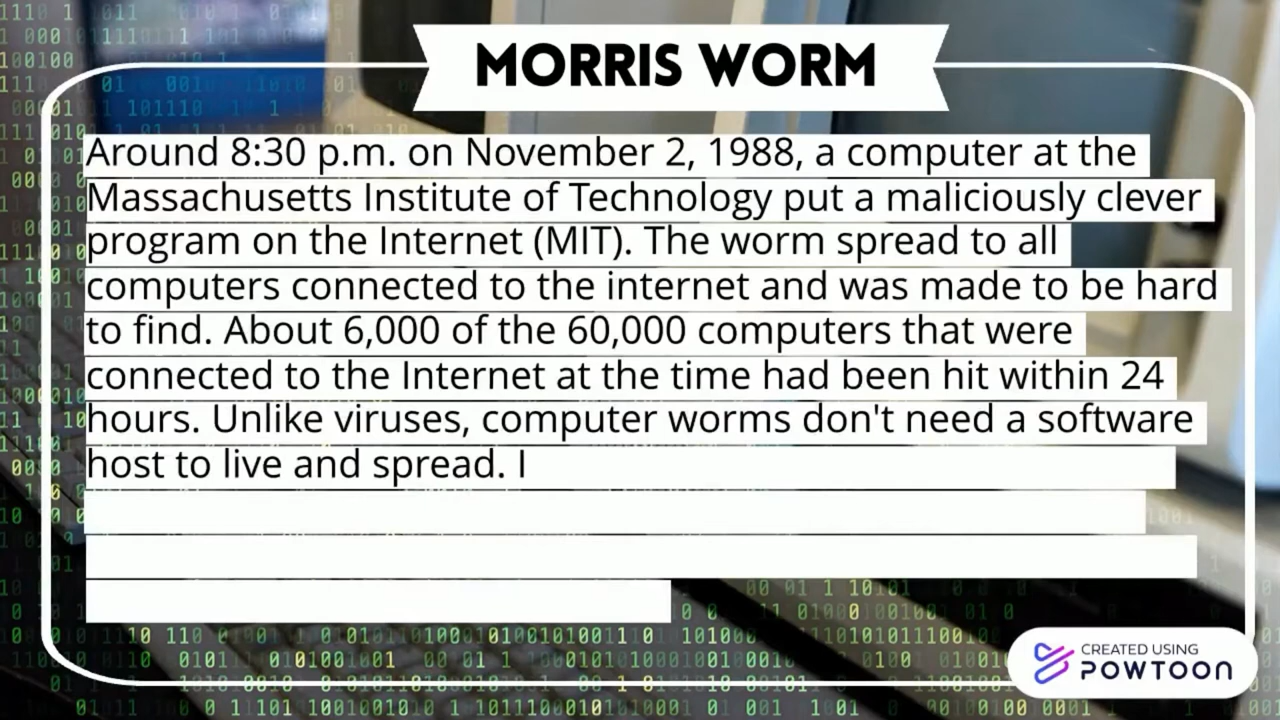 MORRIS WORM
Around 8:30 p.m. on November 2, 1988, a computer at the
Massachusetts Institute of Technology put a maliciously clever
program on the Internet (MIT). The worm spread to all
computers connected to the internet and was made to be hard
to find. About 6,000 of the 60,000 computers that were
connected to the Internet at the time had been hit within 24
hours. Unlike viruses, computer worms don't need a software
host to live and spread. I
CREATED USING
POWTOON